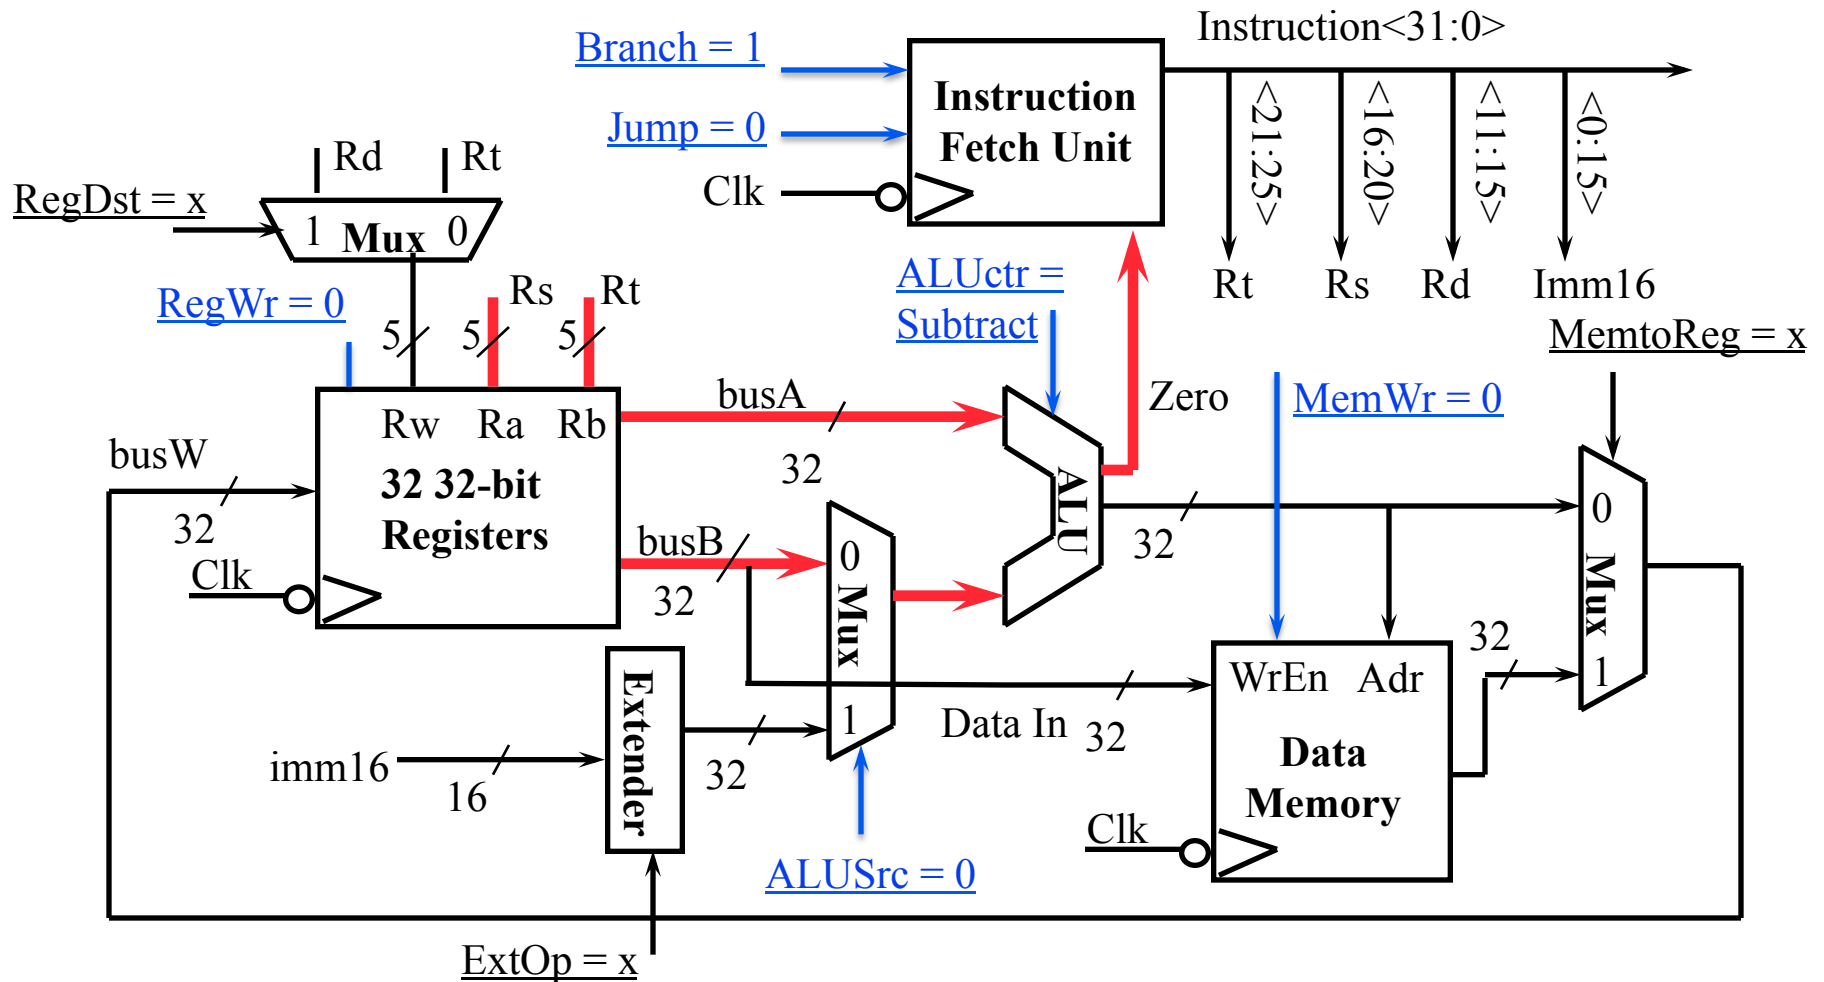 Instruction<31:0>
Branch = 1
Jump = 0
Clk
Instruction
Fetch Unit
<21:25>
<16:20>
<11:15>
<0:15>
Rt
Rs
Rd
Imm16
Rd
Rt
RegDst = x
1
Mux
0
RegWr = 0
5
Rs
5
Rt
5
ALUctr =
Subtract
Zero
MemWr = 0
MemtoReg = x
busW
32
Rw
Ra
Rb
32 32-bit
Registers
Clk
busA
32
busB
32
0
Mux
1
ALU
32
0
Mux
1
32
WrEn
Adr
Data
Memory
Clk
Data In
32
imm16
16
Extender
32
ALUSrc = 0
ExtOp = x